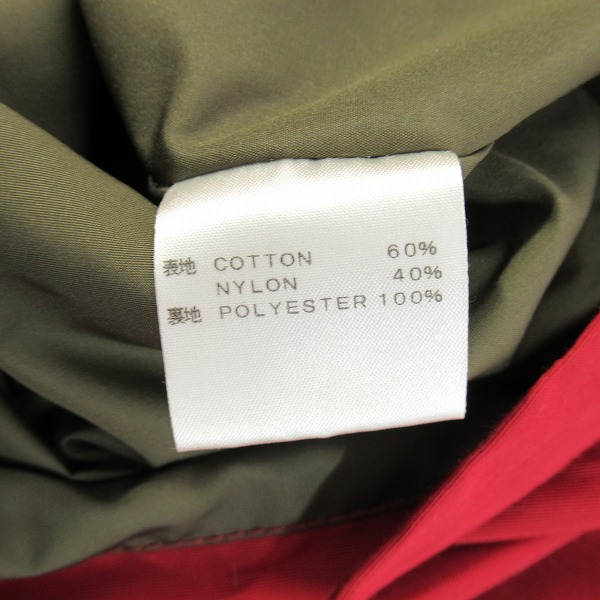 表地 COTTON 60%
NYLON 40%
裏地 POLYESTER 100%